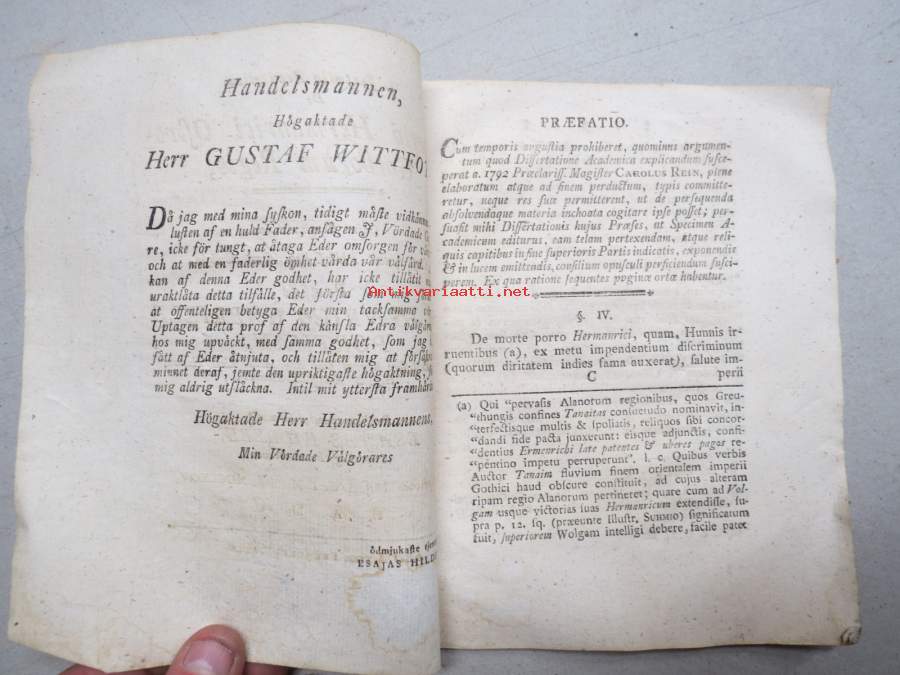 Handelsmannen,
Högaktade
Herr GUSTAF WITTFO
Då jag med mina syskon, tidigt måste
lusten af en huld Fader, ansågen J, Vördade
re, icke för tungt, at åtaga Eder omsorgen för
och at med en faderlig ömhet vårda vår välfärd.
kan af denna Eder godhet, har icke tillåtit
uraktlåta detta tilfälle, det första som mig
at offenteligen betyga Eder min tacksamma
Uptagen detta prof af den känsla Edra välgär
hos mig upväckt, med samma godhet, som jag
fått af Eder åtnjuta, och tillåten mig at försäkra
minnet deraf, jemte den upriktigaste högaktning,
mig aldrig utslåckna. Intil mit yttersta framhärdar
Högaktade Herr Handelsmannens,
Min Vördade Välgörares
ödmjukaste tjenare
ESAJAS HILD
PRÆFATIO.
Cum temporis angustia prohiberet, quominus argumen-
tum quod Dissertatione Academica explicandum susce-
perat a. 1792 Præclariss. Magister CAROLUS REIN, plene
elaboratum atque ad finem perductum, typis committe-
retur, neque res suæ permitterent, ut de persequenda
absolvendaque materia inchoata cogitare ipse posset; per-
suasit mihi Dissertationis hujus Præses, ut Specimen A-
cademicum editurus, eam telam pertexendam, atque reli-
quis capitibus in fine superioris Partis indicatis, exponendis
& in lucem emittendis, consilium opusculi perficiendum susci-
perem. Ex qua ratione sequentes paginæ ortæ habentur.
Antikvariaatti.net
§. IV.
De morte porro Hermanrici, quam, Hunnis ir-
ruentibus (a), ex metu impendentium discriminum
(quorum diritatem indies fama auxerat), salute im-
C perii
(a) Qui "pervasis Alanorum regionibus, quos Greu-
"thungis confines Tanaitas consuetudo nominavit, in-
"terfectisque multis & spoliatis, reliquos sibi concor-
"dandi fide pacta junxerunt: eisque adjunctis, confi-
"dentius Ermenrichi late patentes & uberes pagos re-
"pentino impetu perruperunt". l. c. Quibus verbis
Auctor Tanaim fluvium finem orientalem imperii
Gothici haud obscure constituit, ad cujus alteram
ripam regio Alanorum pertineret; quare cum ad Vol-
gam usque victorias suas Hermanricum extendisse, su-
pra p. 12. sq. (præeunte Illustr. SUHMIO) significatum
fuit, superiorem Wolgam intelligi debere, facile patet